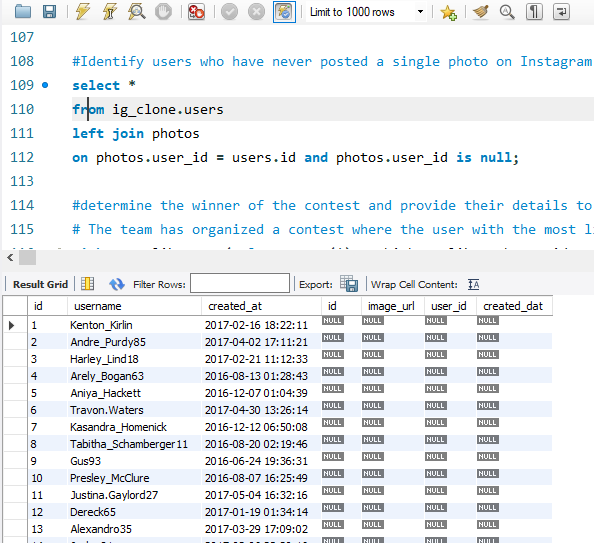 Limit to 1000 rows
107
108 #Identify users who have never posted a single photo on Instagram
109 select *
110 from ig_clone.users
111 left join photos
112 on photos.user_id = users.id and photos.user_id is null;
113
114 #determine the winner of the contest and provide their details to
115 # The team has organized a contest where the user with the most li
Result Grid Filter Rows: Export: Wrap Cell Content: IA
id username created_at id image_url user_id created_dat
1 Kenton_Kirlin 2017-02-16 18:22:11 NULL NULL NULL NULL
2 Andre_Purdy85 2017-04-02 17:11:21 NULL NULL NULL NULL
3 Harley_Lind18 2017-02-21 11:12:33 NULL NULL NULL NULL
4 Arely_Bogan63 2016-08-13 01:28:43 NULL NULL NULL NULL
5 Aniya_Hackett 2016-12-07 01:04:39 NULL NULL NULL NULL
6 Travon.Waters 2017-04-30 13:26:14 NULL NULL NULL NULL
7 Kasandra_Homenick 2016-12-12 06:50:08 NULL NULL NULL NULL
8 Tabitha_Schamberger11 2016-08-20 02:19:46 NULL NULL NULL NULL
9 Gus93 2016-06-24 19:36:31 NULL NULL NULL NULL
10 Presley_McClure 2016-08-07 16:25:49 NULL NULL NULL NULL
11 Justina.Gaylord27 2017-05-04 16:32:16 NULL NULL NULL NULL
12 Dereck65 2017-01-19 01:34:14 NULL NULL NULL NULL
13 Alexandro35 2017-03-29 17:09:02 NULL NULL NULL NULL